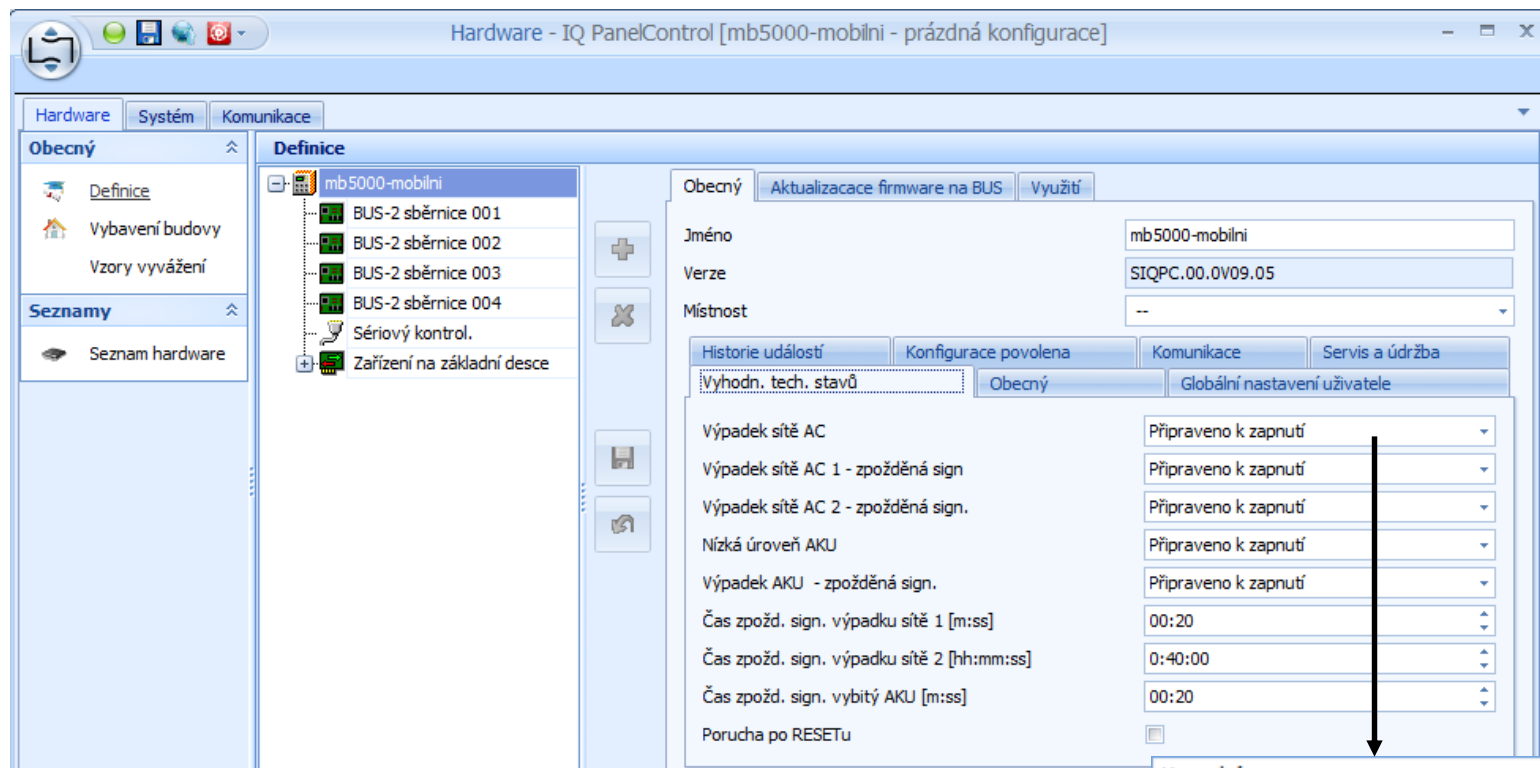 Hardware - IQ PanelControl [mb5000-mobilni - prázdná konfigurace]
Hardware Systém Komunikace
Obecný
Definice
Vybavení budovy
Vzory vyvážení
Seznamy
Seznam hardware
Definice
mb5000-mobilni
BUS-2 sběrnice 001
BUS-2 sběrnice 002
BUS-2 sběrnice 003
BUS-2 sběrnice 004
Sériový kontrol.
Zařízení na základní desce
Obecný Aktualizacace firmware na BUS Využití
Jméno mb5000-mobilni
Verze SIQPC.00.0V09.05
Místnost --
Historie událostí Konfigurace povolena Komunikace Servis a údržba
Vyhodn. tech. stavů Obecný Globální nastavení uživatele
Výpadek sítě AC Připraveno k zapnutí
Výpadek sítě AC 1 - zpožděná sign Připraveno k zapnutí
Výpadek sítě AC 2 - zpožděná sign. Připraveno k zapnutí
Nízká úroveň AKU Připraveno k zapnutí
Výpadek AKU - zpožděná sign. Připraveno k zapnutí
Čas zpožd. sign. výpadku sítě 1 [m:ss] 00:20
Čas zpožd. sign. výpadku sítě 2 [hh:mm:ss] 0:40:00
Čas zpožd. sign. vybitý AKU [m:ss] 00:20
Porucha po RESETu